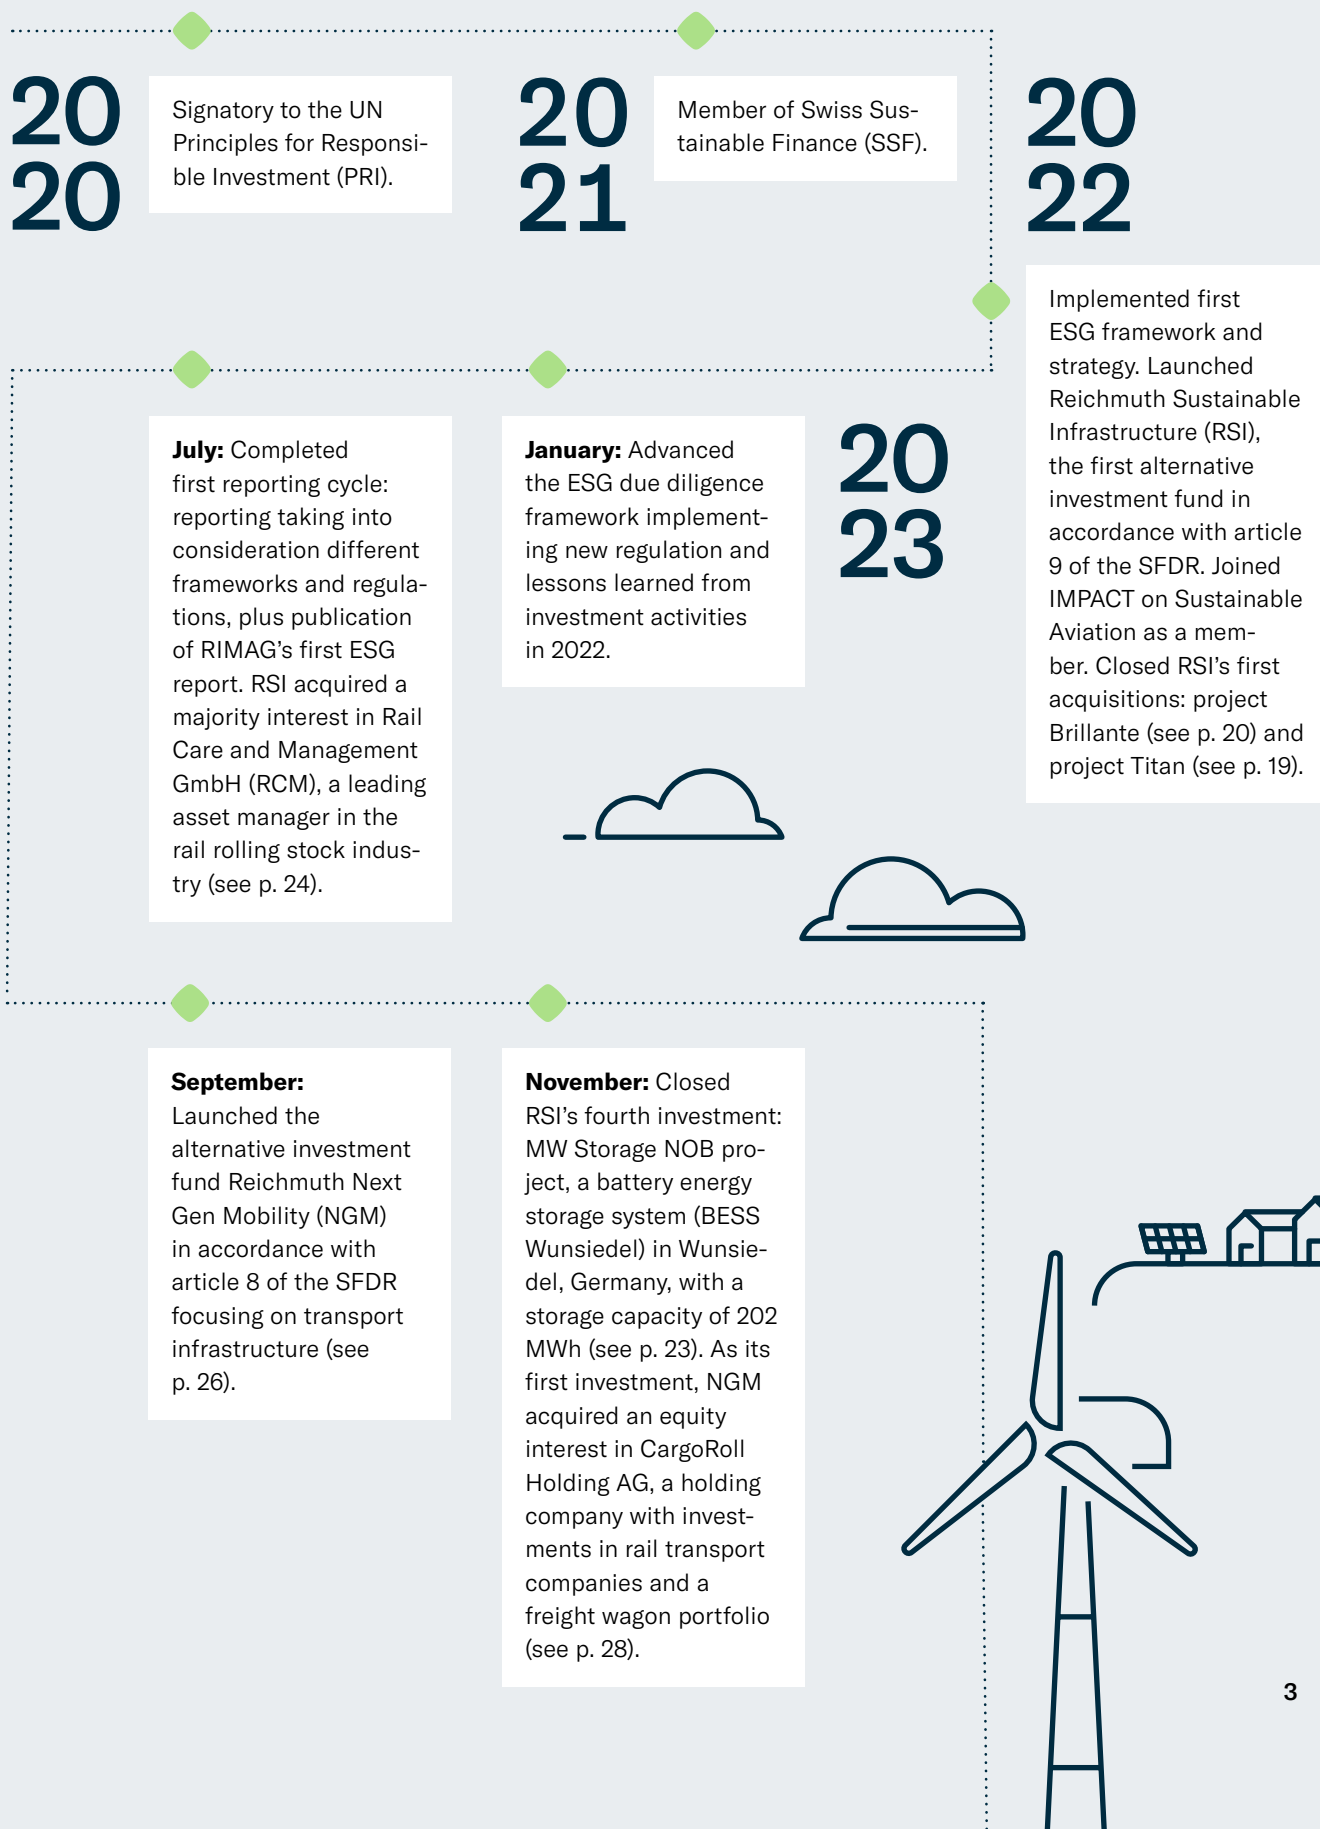 20
20
Signatory to the UN
Principles for Responsi-
ble Investment (PRI).
20
21
Member of Swiss Sus-
tainable Finance (SSF).
20
22
Implemented first
ESG framework and
strategy. Launched
Reichmuth Sustainable
Infrastructure (RSI),
the first alternative
investment fund in
accordance with article
9 of the SFDR. Joined
IMPACT on Sustainable
Aviation as a mem-
ber. Closed RSI’s first
acquisitions: project
Brillante (see p. 20) and
project Titan (see p. 19).
20
23
January: Advanced
the ESG due diligence
framework implement-
ing new regulation and
lessons learned from
investment activities
in 2022.
July: Completed
first reporting cycle:
reporting taking into
consideration different
frameworks and regula-
tions, plus publication
of RIMAG’s first ESG
report. RSI acquired a
majority interest in Rail
Care and Management
GmbH (RCM), a leading
asset manager in the
rail rolling stock indus-
try (see p. 24).
September:
Launched the
alternative investment
fund Reichmuth Next
Gen Mobility (NGM)
in accordance with
article 8 of the SFDR
focusing on transport
infrastructure (see
p. 26).
November: Closed
RSI’s fourth investment:
MW Storage NOB pro-
ject, a battery energy
storage system (BESS
Wunsiedel) in Wunsie-
del, Germany, with a
storage capacity of 202
MWh (see p. 23). As its
first investment, NGM
acquired an equity
interest in CargoRoll
Holding AG, a holding
company with invest-
ments in rail transport
companies and a
freight wagon portfolio
(see p. 28).
3